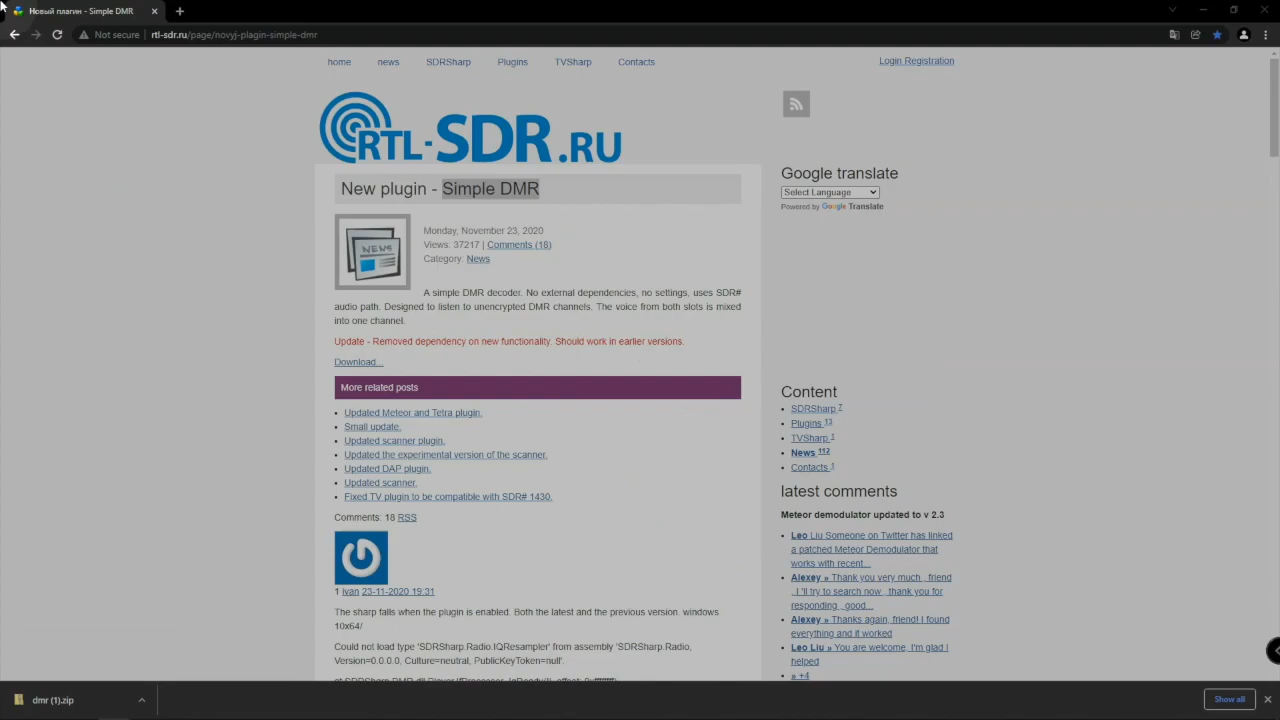 Новый плагин - Simple DMR
Not secure | rtl-sdr.ru/page/novyj-plagin-simple-dmr
home news SDRSharp Plugins TVSharp Contacts
Login Registration
RTL-SDR.RU
New plugin - Simple DMR
NEWS
Monday, November 23, 2020
Views: 37217 | Comments (18)
Category: News
A simple DMR decoder. No external dependencies, no settings, uses SDR#
audio path. Designed to listen to unencrypted DMR channels. The voice from both slots is mixed
into one channel.
Update - Removed dependency on new functionality. Should work in earlier versions.
Download...
More related posts
Updated Meteor and Tetra plugin.
Small update.
Updated scanner plugin.
Updated the experimental version of the scanner.
Updated DAP plugin.
Updated scanner.
Fixed TV plugin to be compatible with SDR# 1430.
Comments: 18 RSS
1 ivan 23-11-2020 19:31
The sharp falls when the plugin is enabled. Both the latest and the previous version. windows
10x64/
Could not load type 'SDRSharp.Radio.IQResampler' from assembly 'SDRSharp.Radio,
Version=0.0.0.0, Culture=neutral, PublicKeyToken=null'.
Google translate
Select Language
Powered by Google Translate
Content
SDRSharp 7
Plugins 13
TVSharp 1
News 112
Contacts 1
latest comments
Meteor demodulator updated to v 2.3
Leo Liu Someone on Twitter has linked
a patched Meteor Demodulator that
works with recent...
Alexey » Thank you very much , friend
, I 'll try to search now , thank you for
responding , good...
Alexey » Thanks again, friend! I found
everything and it worked
Leo Liu » You are welcome, I'm glad I
helped
» +4
dmr (1).zip
Show all